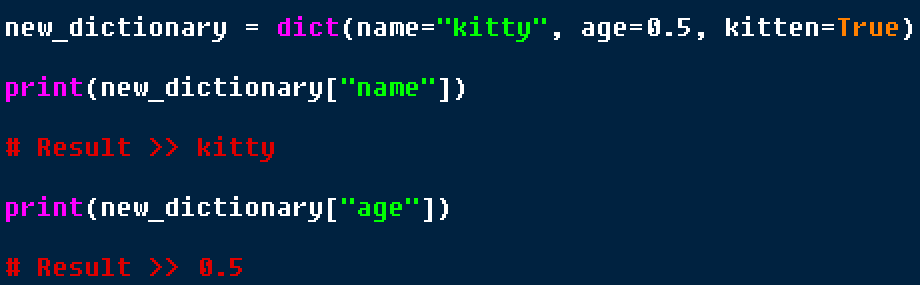 new_dictionary = dict(name="kitty", age=0.5, kitten=True)
print(new_dictionary["name"])
# Result >> kitty
print(new_dictionary["age"])
# Result >> 0.5